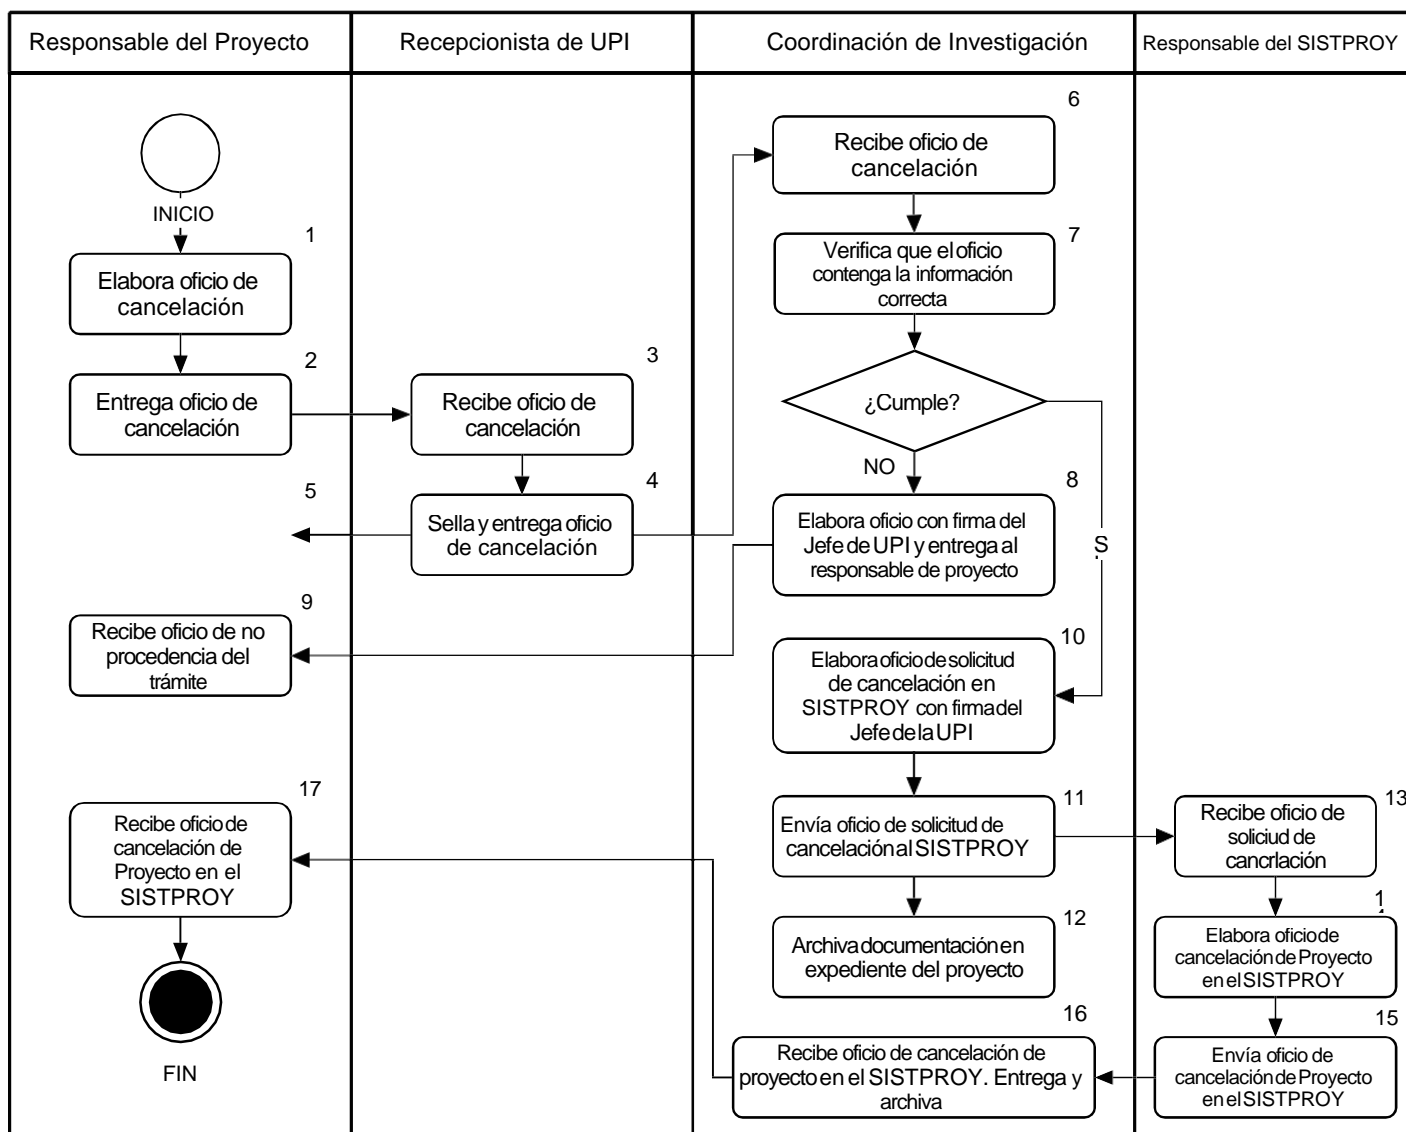 Responsable del Proyecto
Recepcionista de UPI
Coordinación de Investigación
Responsable del SISTPROY
INICIO
1
Elabora oficio de
cancelación
2
Entrega oficio de
cancelación
3
Recibe oficio de
cancelación
4
Sella y entrega oficio
de cancelación
5
6
Recibe oficio de
cancelación
7
Verifica que el oficio
contenga la información
correcta
¿Cumple?
NO
S
8
Elabora oficio con firma del
Jefe de UPI y entrega al
responsable de proyecto
9
Recibe oficio de no
procedencia del
trámite
10
Elabora oficio de solicitud
de cancelación en
SISTPROY con firma del
Jefe de la UPI
11
Envía oficio de solicitud de
cancelación al SISTPROY
12
Archiva documentación en
expediente del proyecto
13
Recibe oficio de
soliciud de
cancrlación
1
Elabora oficio de
cancelación de Proyecto
en el SISTPROY
15
Envía oficio de
cancelación de Proyecto
en el SISTPROY
16
Recibe oficio de cancelación de
proyecto en el SISTPROY. Entrega y
archiva
17
Recibe oficio de
cancelación de
Proyecto en el
SISTPROY
FIN